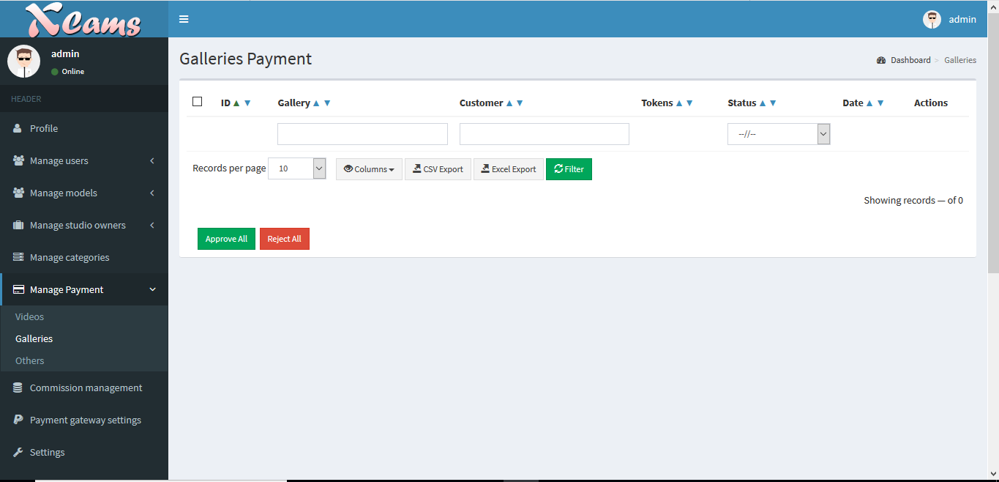 XCams
admin
admin
Online
Galleries Payment
Dashboard > Galleries
HEADER
ID ▲ ▼ Gallery ▲ ▼ Customer ▲ ▼ Tokens ▲ ▼ Status ▲ ▼ Date ▲ ▼ Actions
--//--
Records per page 10 Columns CSV Export Excel Export Filter
Showing records — of 0
Approve All Reject All
Profile
Manage users
Manage models
Manage studio owners
Manage categories
Manage Payment
Videos
Galleries
Others
Commission management
Payment gateway settings
Settings